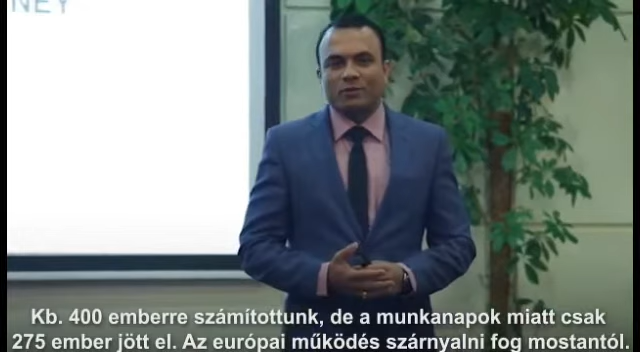 NEY
Kb. 400 emberre számítottunk, de a munkanapok miatt csak
275 ember jött el. Az európai működés szárnyalni fog mostantól.